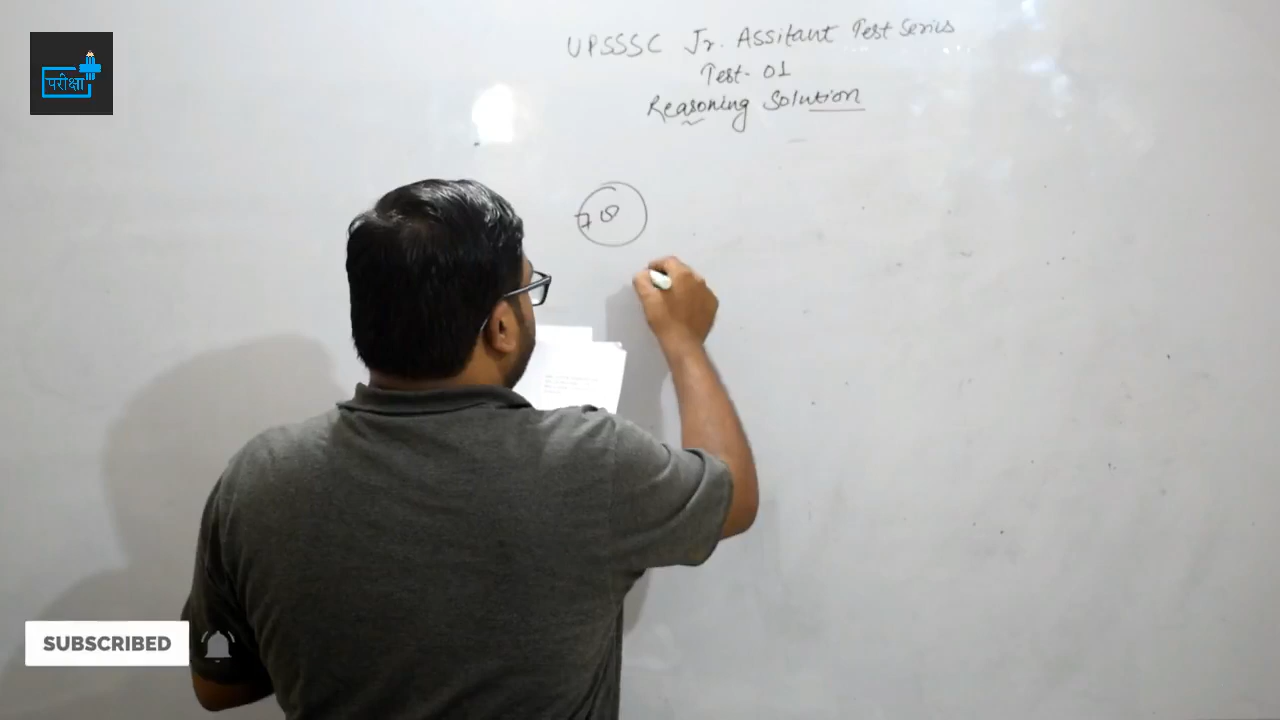 परीक्षा
UPSSSC Jr. Assitant Test Series
Test- 01
Reasoning Solution
SUBSCRIBED